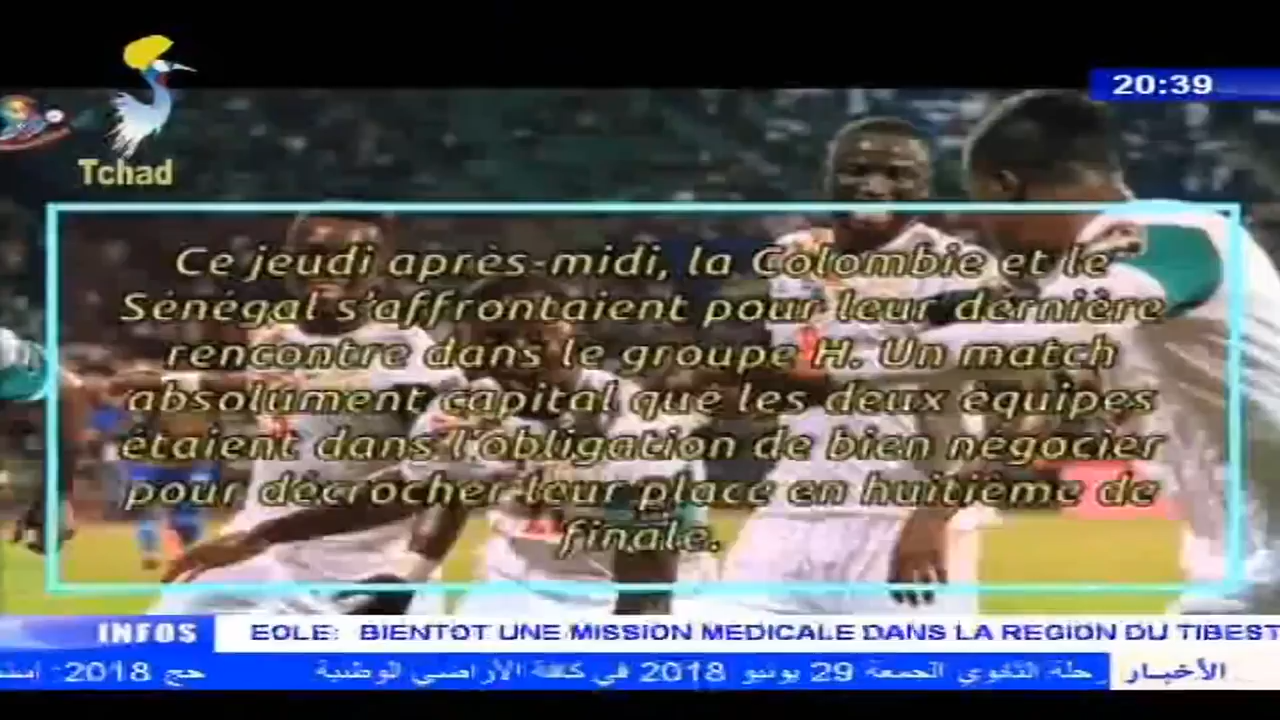 20:39
Tchad
Ce jeudi après-midi, la Colombie et le
Sénégal s'affrontaient pour leur dernière
rencontre dans le groupe H. Un match
absolument capital que les deux équipes
étaient dans l'obligation de bien négocier
pour décrocher leur place en huitième de
finale.
INFOS
EOLE: BIENTOT UNE MISSION MEDICALE DANS LA REGION DU TIBEST
الأخبار
الجمعة 29 يونيو 2018 في كافة الأراضي الوطنية
حج 2018: